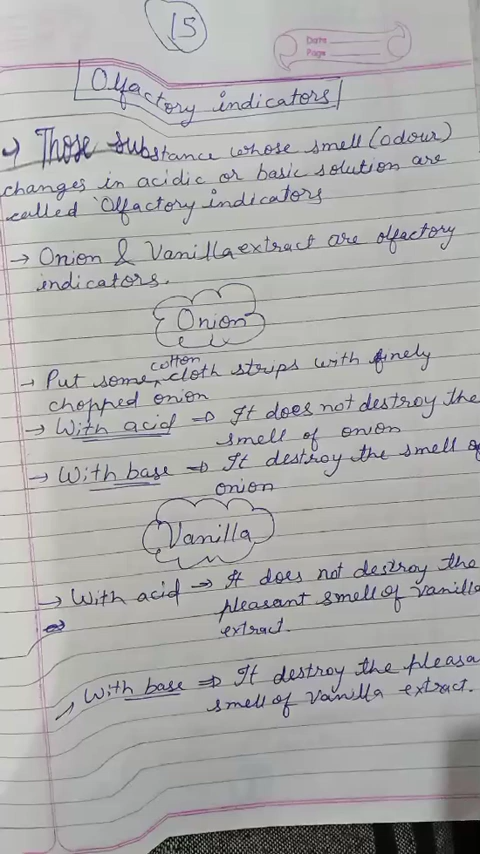 15
Date
Page
Olfactory indicators
→ Those substance whose smell (odour)
changes in acidic or basic solution are
called Olfactory indicators
→ Onion & Vanilla extract are olfactory
indicators.
Onion
cotton
→ Put some cloth strips with finely
chopped onion
→ With acid ⇒ It does not destroy the
smell of onion
→ With base ⇒ It destroy the smell of
onion
Vanilla
→ With acid → It does not destroy the
pleasant smell of vanilla
extract.
→ With base ⇒ It destroy the pleasa
smell of vanilla extract.